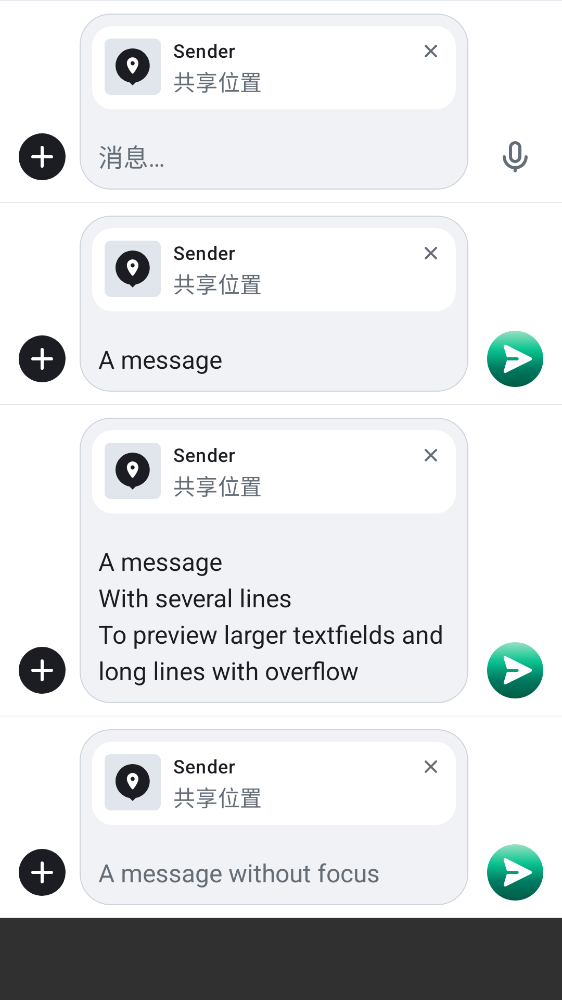 Sender
共享位置
消息…
Sender
共享位置
A message
Sender
共享位置
A message
With several lines
To preview larger textfields and
long lines with overflow
Sender
共享位置
A message without focus